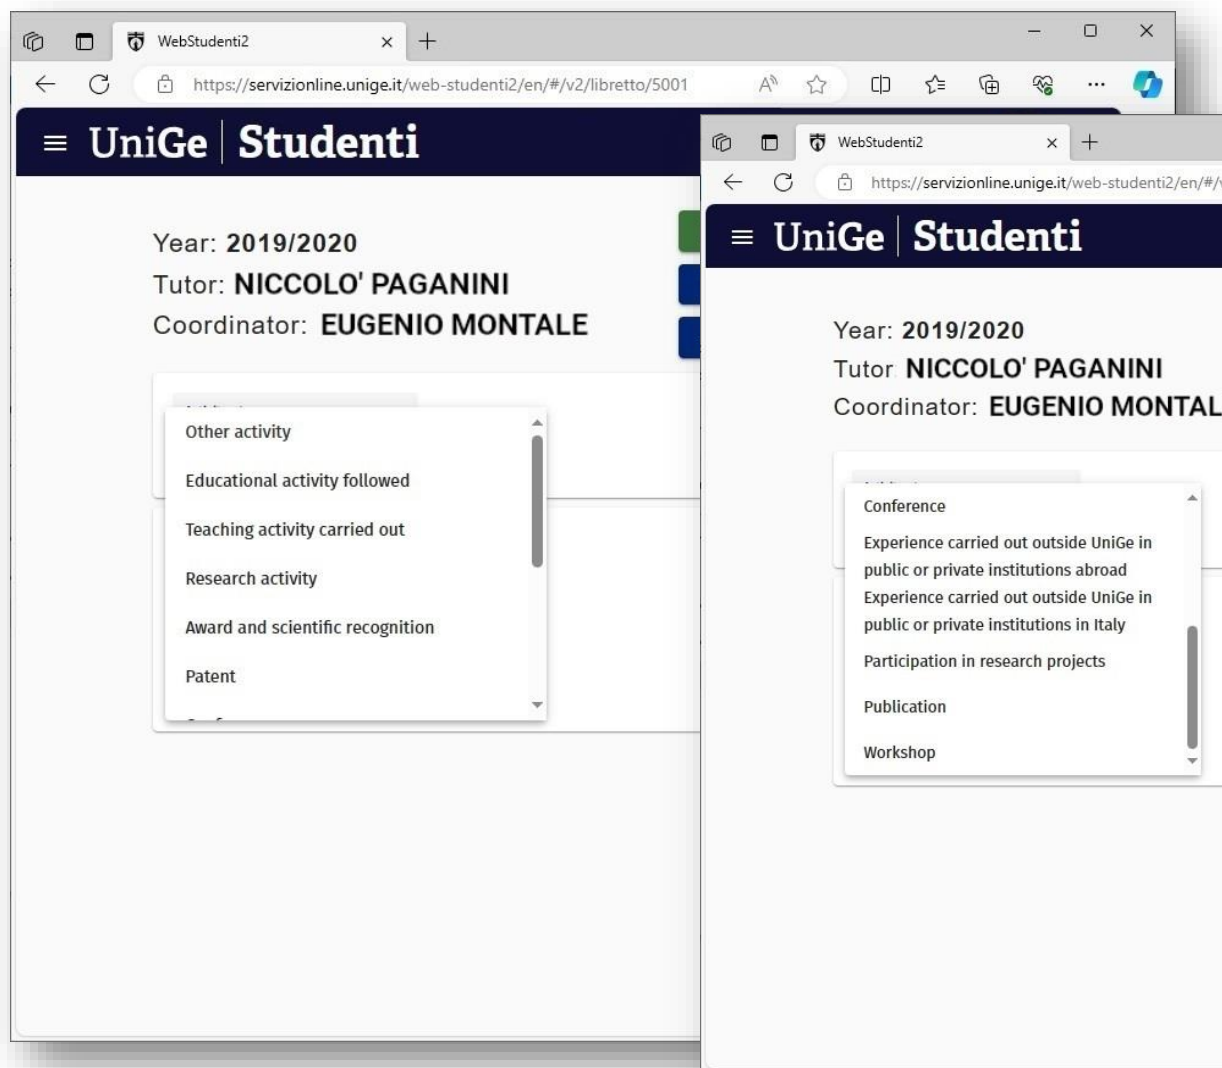 WebStudenti2
https://servizionline.unige.it/web-studenti2/en/#/v2/libretto/5001
UniGe | Studenti
Year: 2019/2020
Tutor: NICCOLO' PAGANINI
Coordinator: EUGENIO MONTALE
Other activity
Educational activity followed
Teaching activity carried out
Research activity
Award and scientific recognition
Patent
WebStudenti2
https://servizionline.unige.it/web-studenti2/en/#/v
UniGe | Studenti
Year: 2019/2020
Tutor NICCOLO' PAGANINI
Coordinator: EUGENIO MONTAL
Conference
Experience carried out outside UniGe in
public or private institutions abroad
Experience carried out outside UniGe in
public or private institutions in Italy
Participation in research projects
Publication
Workshop